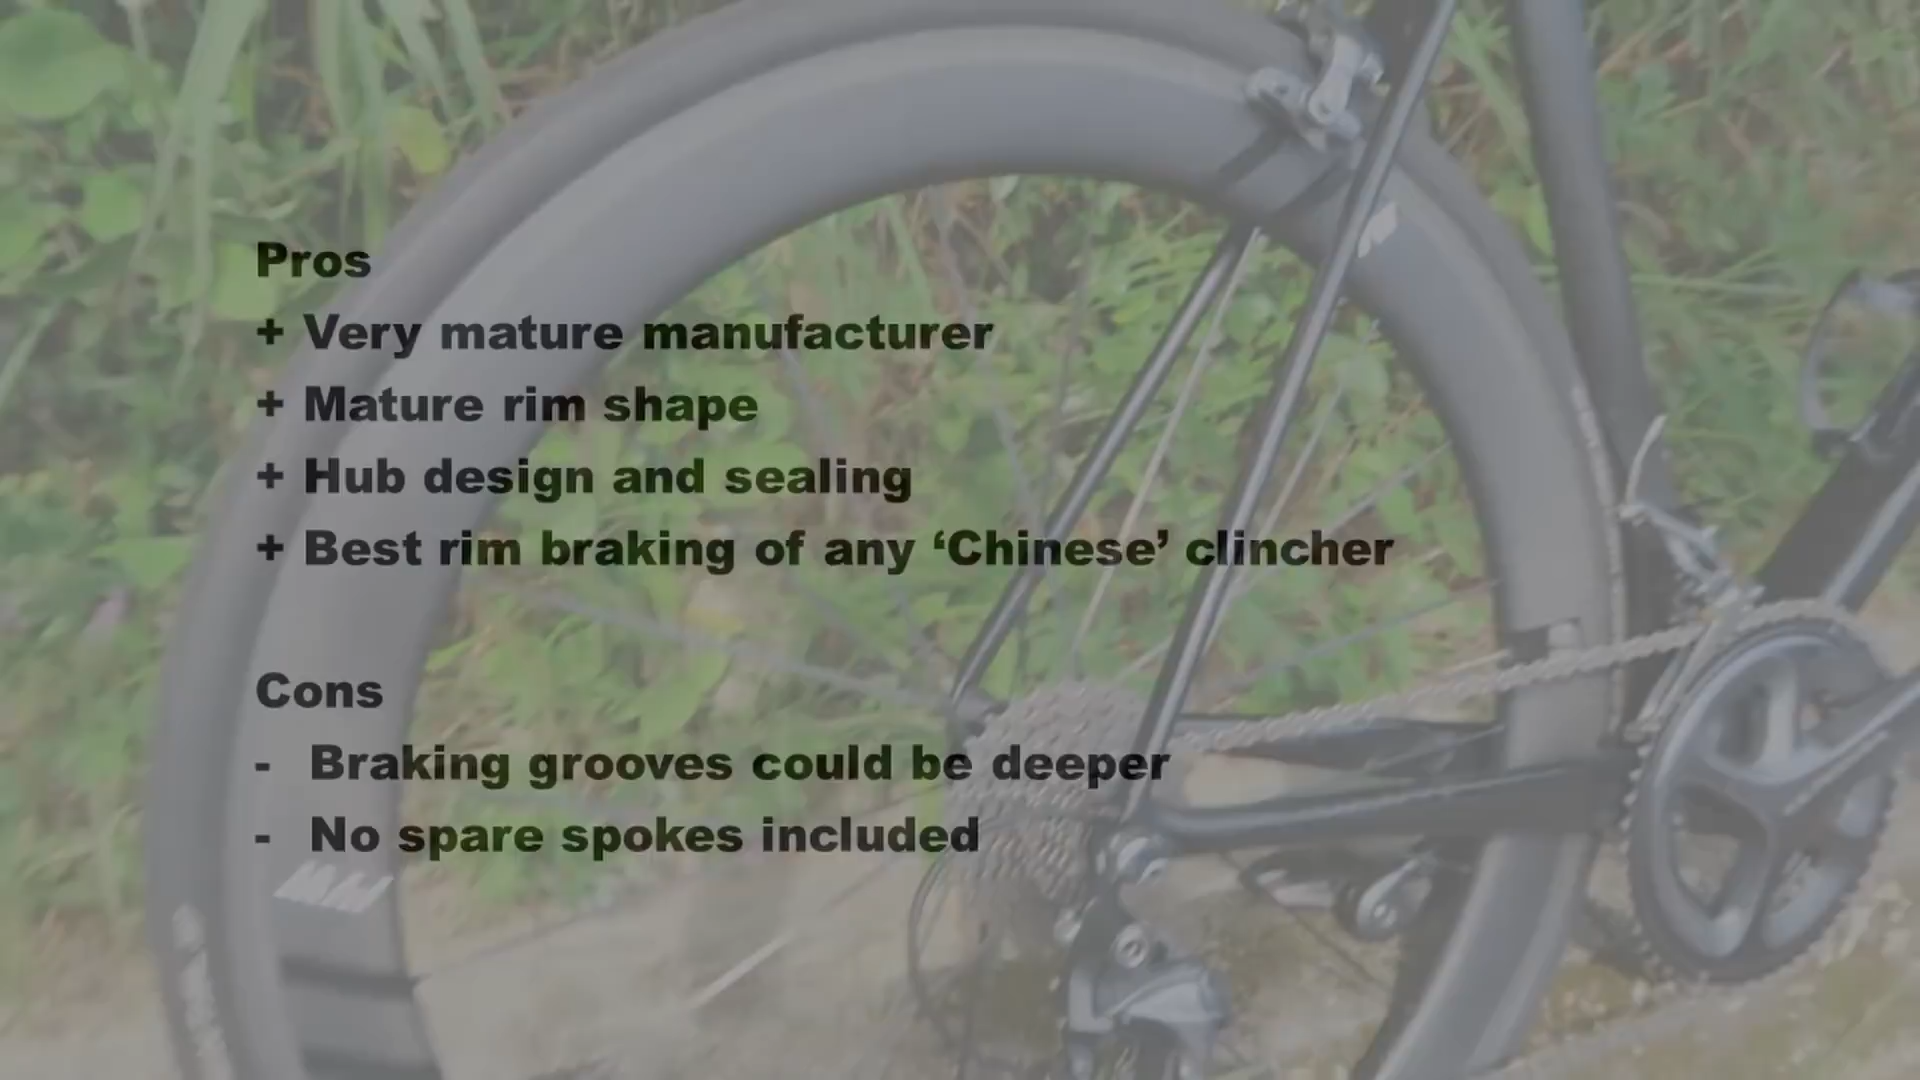 Pros
+ Very mature manufacturer
+ Mature rim shape
+ Hub design and sealing
+ Best rim braking of any ‘Chinese’ clincher
Cons
- Braking grooves could be deeper
- No spare spokes included